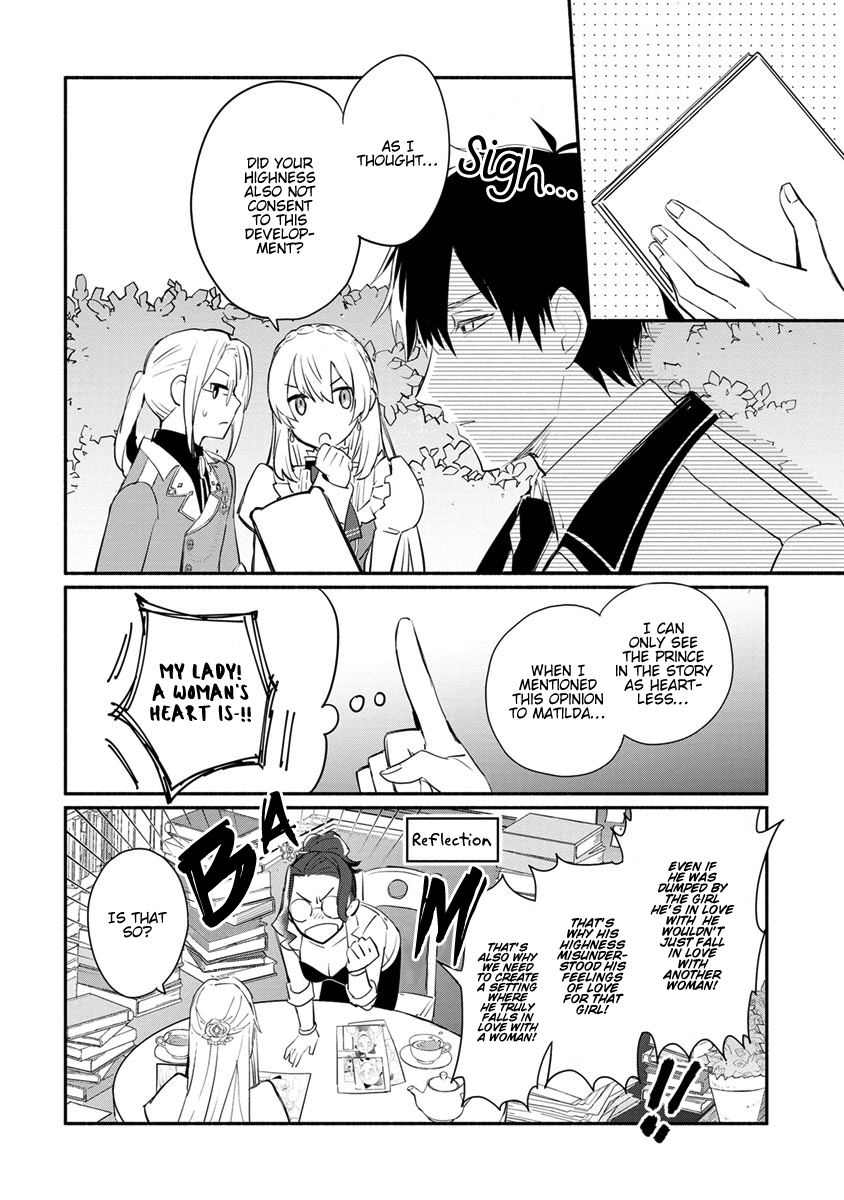 Sigh...
AS I
THOUGHT...
DID YOUR
HIGHNESS
ALSO NOT
CONSENT
TO THIS
DEVELOP-
MENT?
I CAN
ONLY SEE
THE PRINCE
IN THE STORY
AS HEART-
LESS...
WHEN I
MENTIONED
THIS OPINION
TO MATILDA...
MY LADY!
A WOMAN'S
HEART IS-!!
Reflection
EVEN IF
HE WAS
DUMPED BY
THE GIRL
HE'S IN LOVE
WITH HE
WOULDN'T
JUST FALL
IN LOVE
WITH
ANOTHER
WOMAN!
THAT'S
WHY HIS
HIGHNESS
MISUNDER-
STOOD HIS
FEELINGS
OF LOVE
FOR THAT
GIRL!
THAT'S
ALSO WHY
WE NEED
TO CREATE
A SETTING
WHERE
HE TRULY
FALLS IN
LOVE WITH
A WOMAN!
BAM
!!
IS THAT
SO?